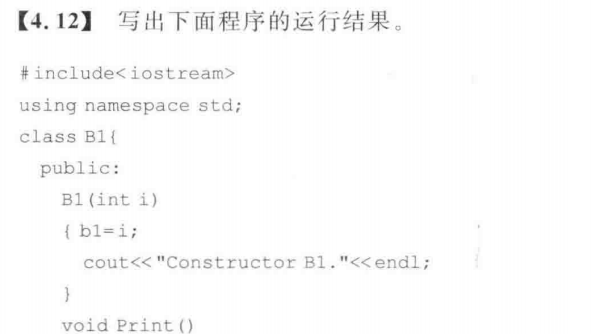 【4.12】 写出下面程序的运行结果。
#include<iostream>
using namespace std;
class B1{
public:
B1(int i)
{ b1=i;
cout<<"Constructor B1."<<endl;
}
void Print()